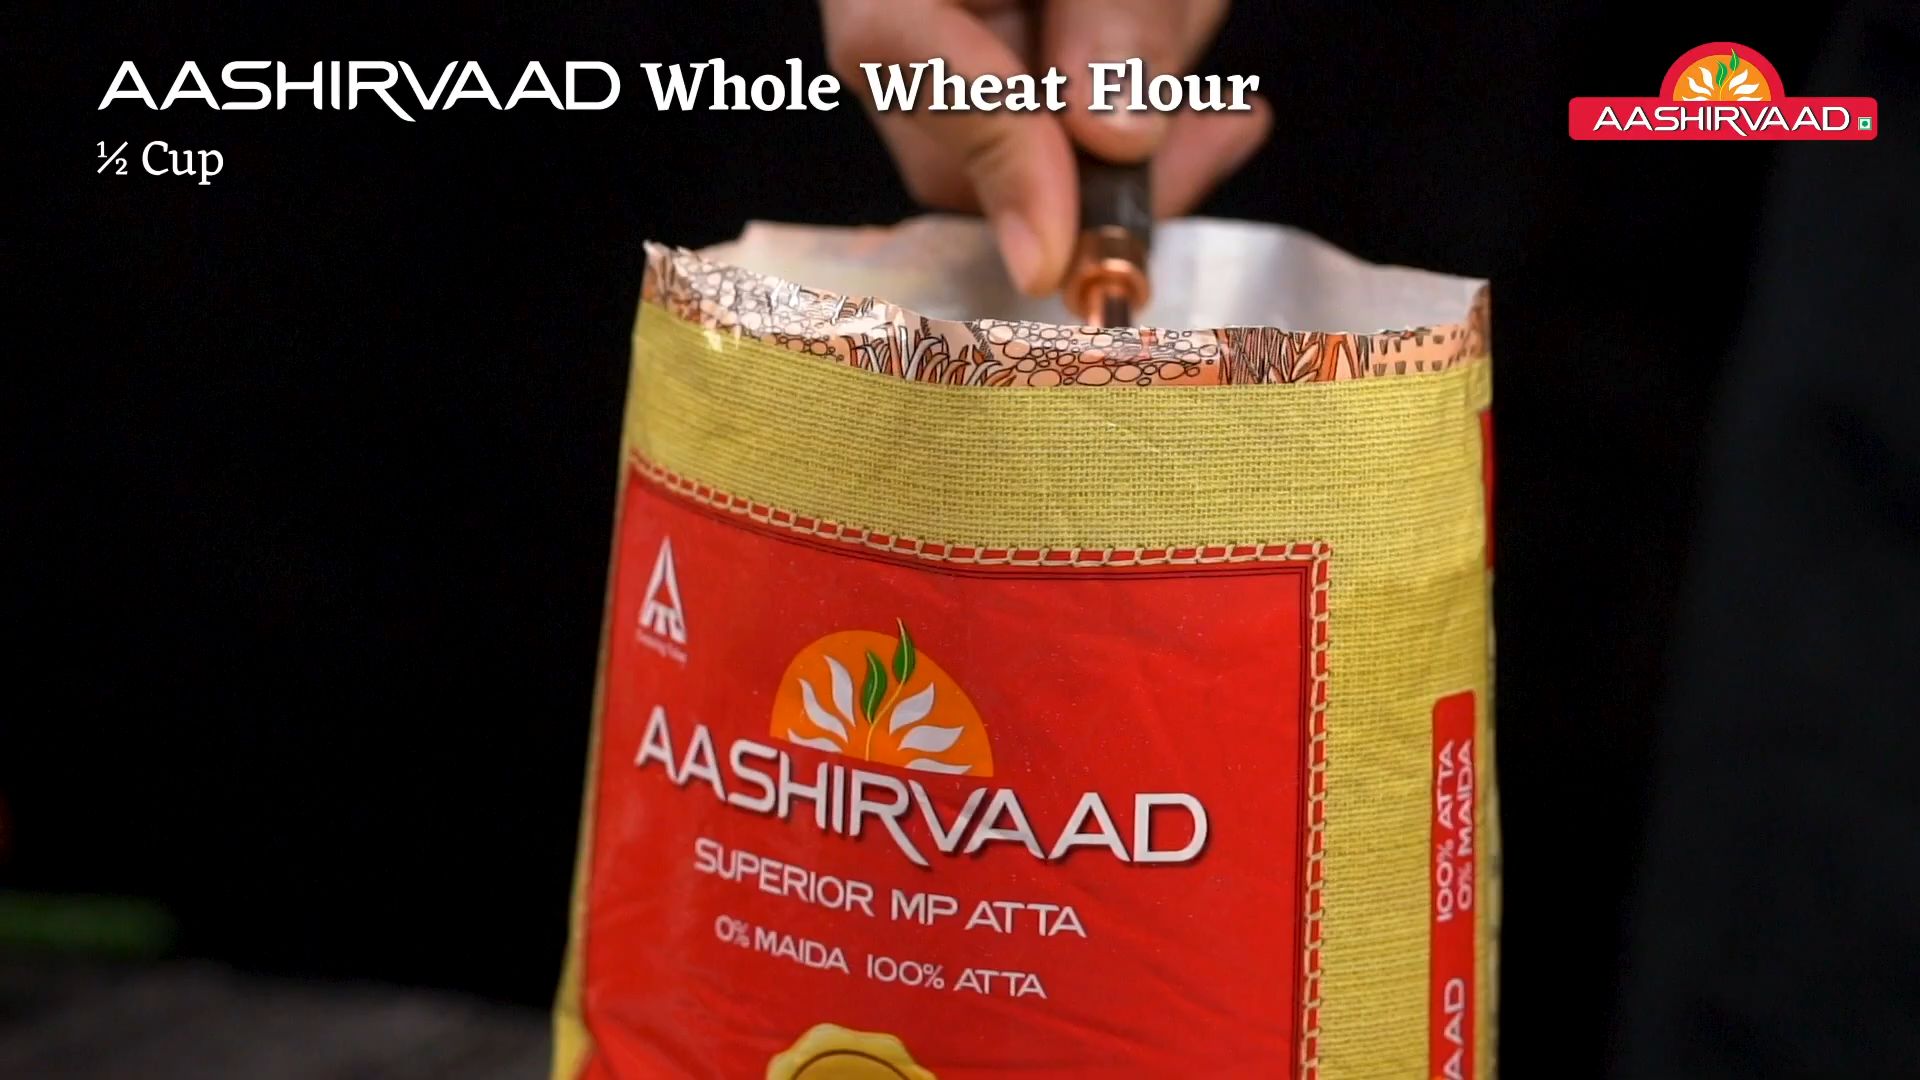 AASHIRVAAD Whole Wheat Flour
½ Cup
AASHIRVAAD
ITC
AASHIRVAAD
SUPERIOR MP ATTA
0% MAIDA 100% ATTA
100% ATTA
0% MAIDA
AAD